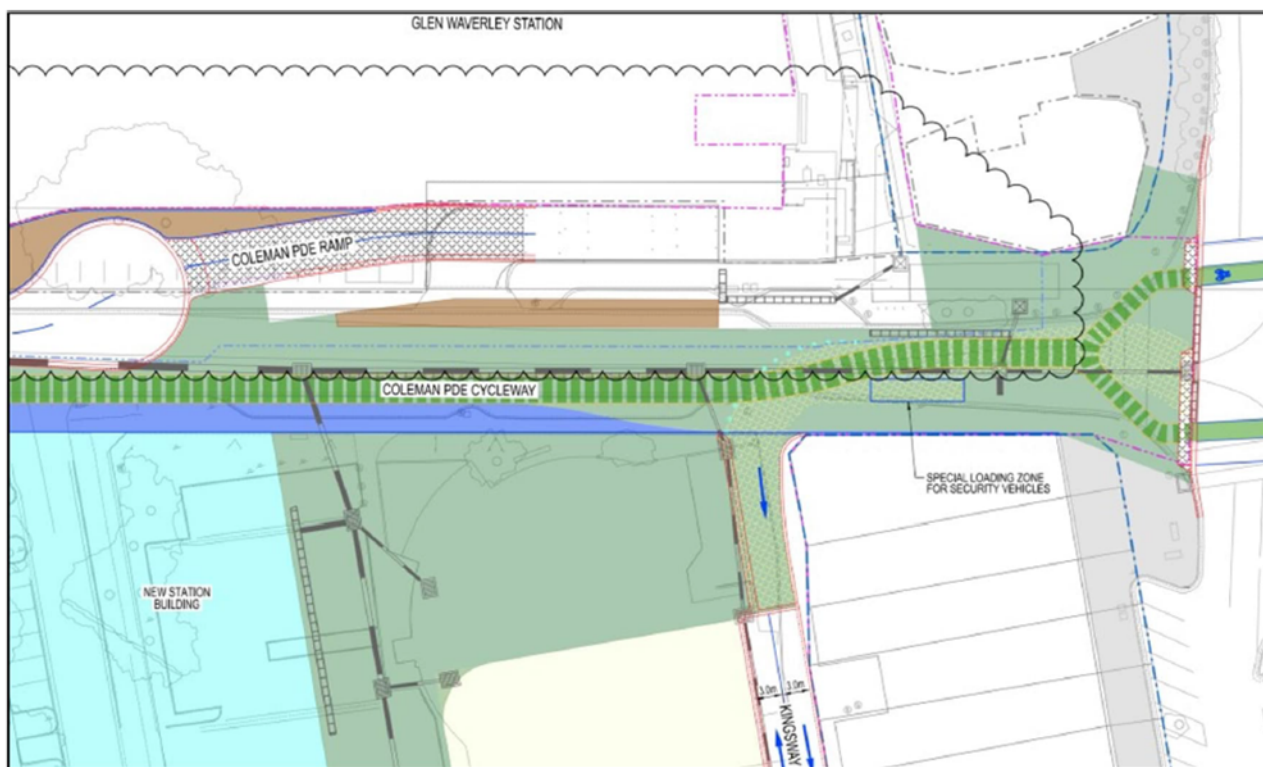 GLEN WAVERLEY STATION
COLEMAN PDE RAMP
COLEMAN PDE CYCLEWAY
SPECIAL LOADING ZONE
FOR SECURITY VEHICLES
NEW STATION
BUILDING
3.0m 3.0m
KINGSWAY